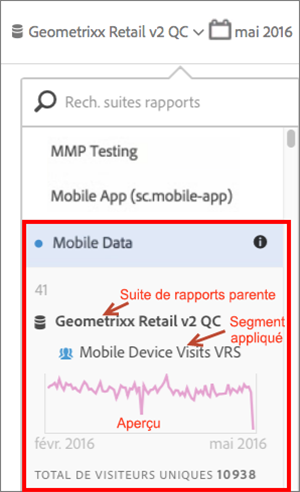 Geometrixx Retail v2 QC mai 2016
Rech. suites rapports
MMP Testing
Mobile App (sc.mobile-app)
Mobile Data
41
Suite de rapports parente
Geometrixx Retail v2 QC
Segment
appliqué
Mobile Device Visits VRS
Aperçu
févr. 2016 mai 2016
TOTAL DE VISITEURS UNIQUES 10938